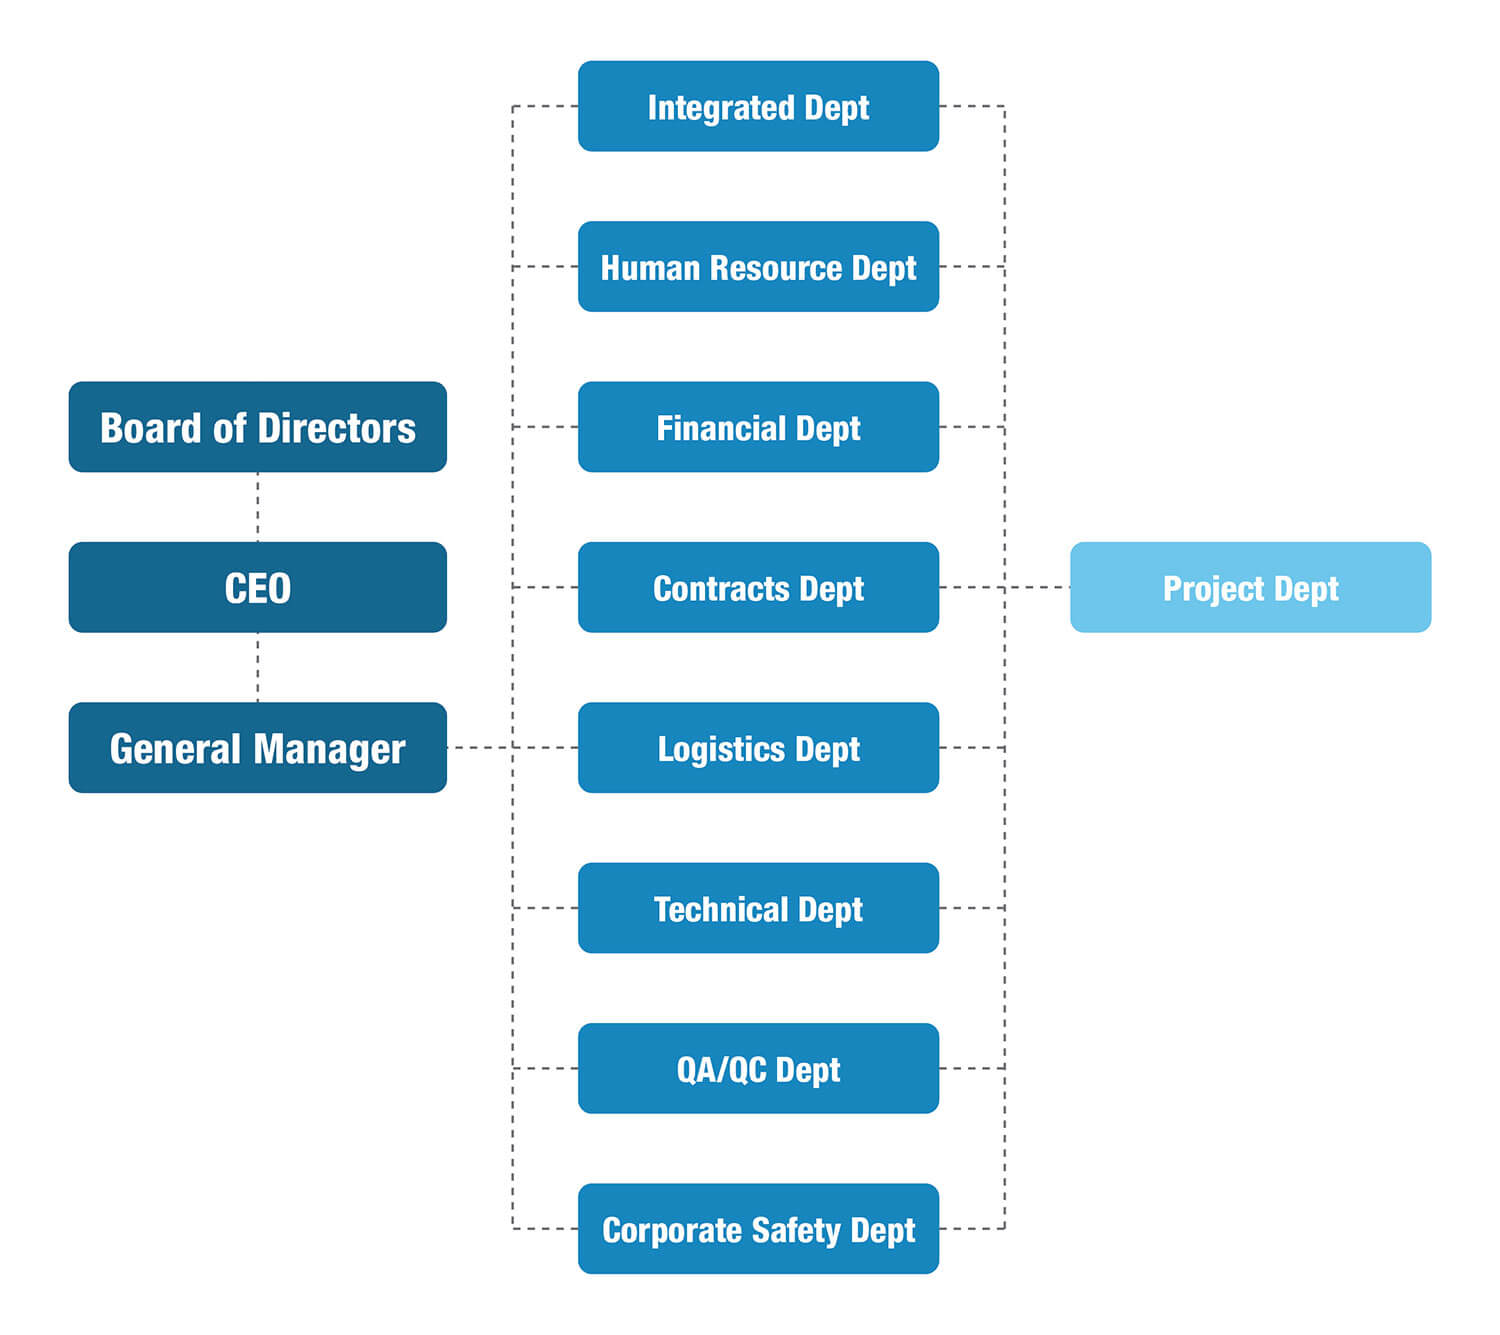 Board of Directors
CEO
General Manager
Integrated Dept
Human Resource Dept
Financial Dept
Contracts Dept
Logistics Dept
Technical Dept
QA/QC Dept
Corporate Safety Dept
Project Dept